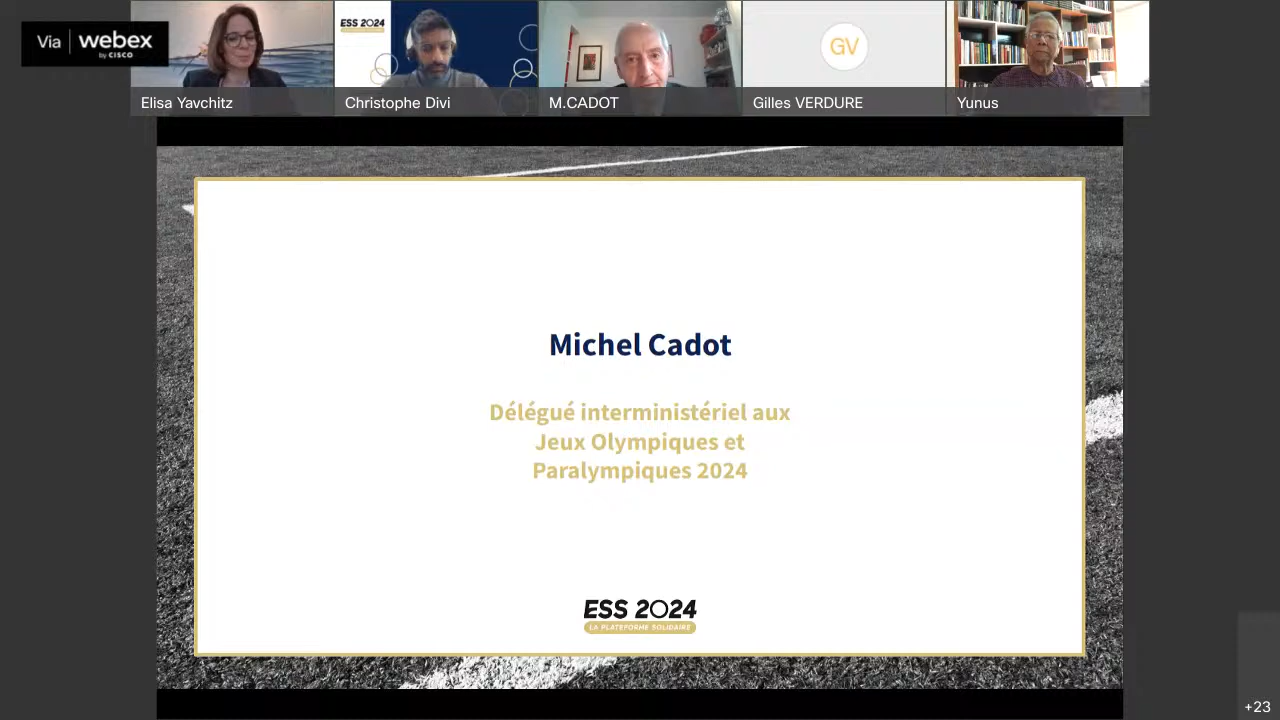 Via | webex
by CISCO
ESS 2024
GV
Elisa Yavchitz
Christophe Divi
M.CADOT
Gilles VERDURE
Yunus
Michel Cadot
Délégué interministériel aux
Jeux Olympiques et
Paralympiques 2024
ESS 2024
LA PLATEFORME SOLIDAIRE
+23